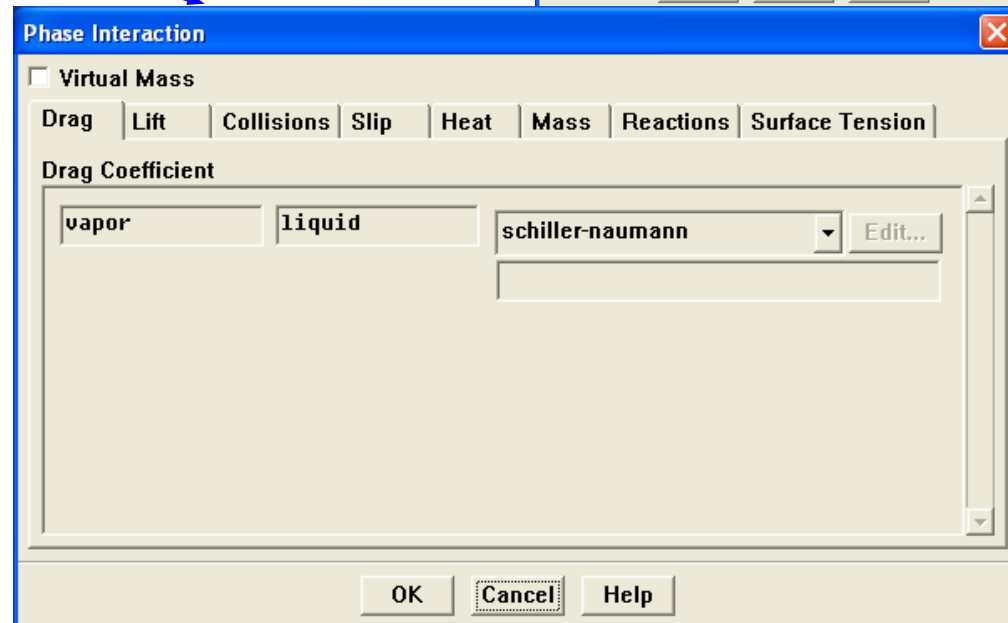 Phase Interaction
Virtual Mass
Drag Lift Collisions Slip Heat Mass Reactions Surface Tension
Drag Coefficient
vapor liquid schiller-naumann Edit...
OK Cancel Help